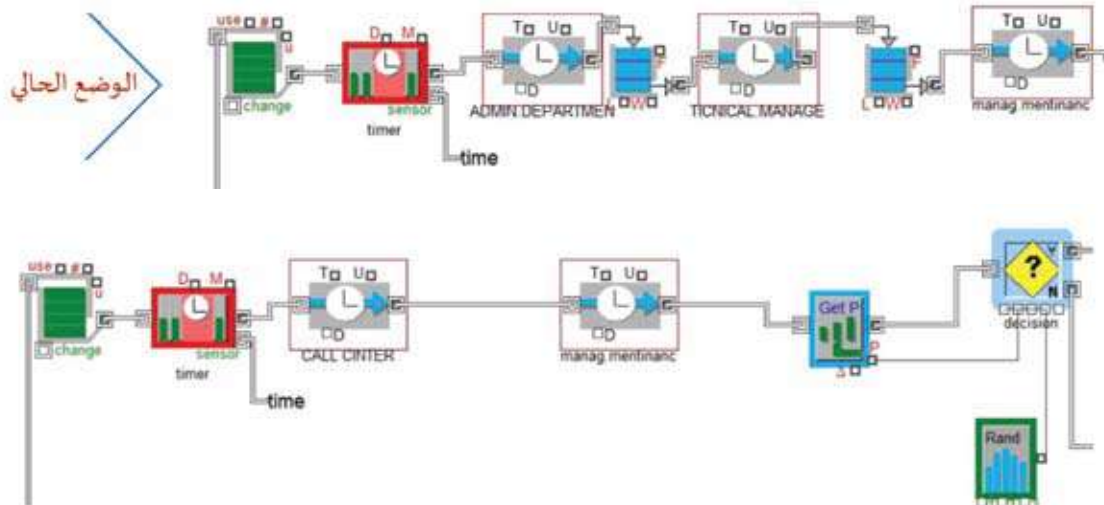 الوضع الحالي
use #
u
change
D M
sensor
timer
time
T U
D
ADMIN DEPARTMEN
F
L W
T U
D
TICNICAL MANAGE
F
L W
T U
D
manag mentinanc
use #
u
change
D M
sensor
timer
time
T U
D
CALL CINTER
T U
D
manag mentinanc
Get P
P
Δ
?
Y
N
decision
Rand